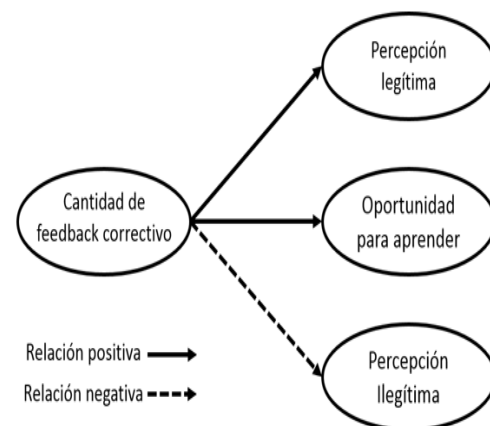 Percepción
legítima
Cantidad de
feedback correctivo
Oportunidad
para aprender
Percepción
Ilegítima
Relación positiva
Relación negativa